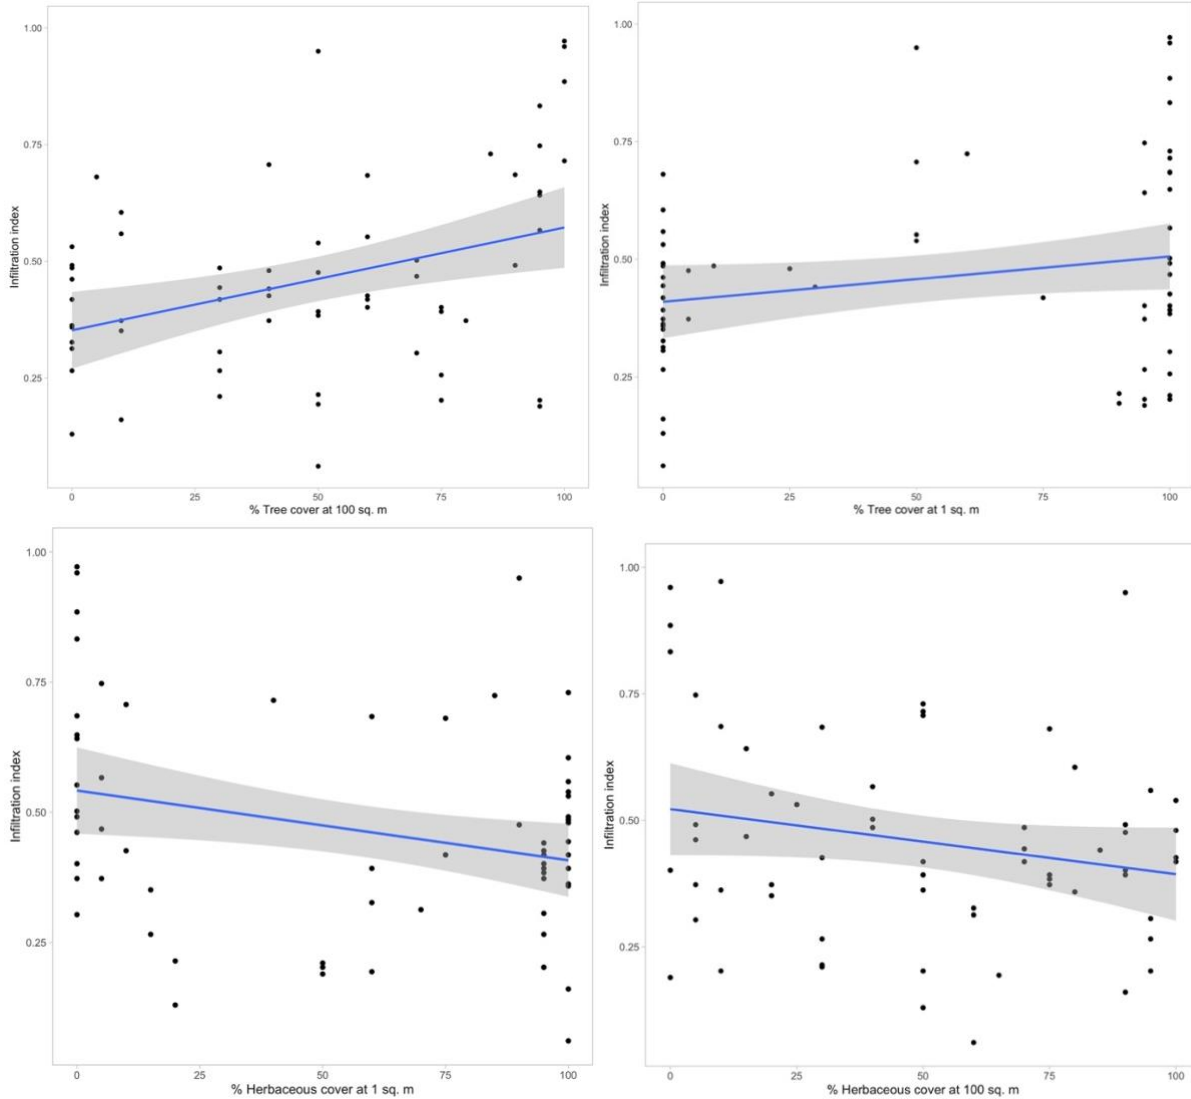 1.00
0.75
0.50
0.25
Infiltration index
0 25 50 75 100
% Tree cover at 100 sq. m
1.00
0.75
0.50
0.25
Infiltration index
0 25 50 75 100
% Tree cover at 1 sq. m
1.00
0.75
0.50
0.25
Infiltration index
0 25 50 75 100
% Herbaceous cover at 1 sq. m
1.00
0.75
0.50
0.25
Infiltration index
0 25 50 75 100
% Herbaceous cover at 100 sq. m